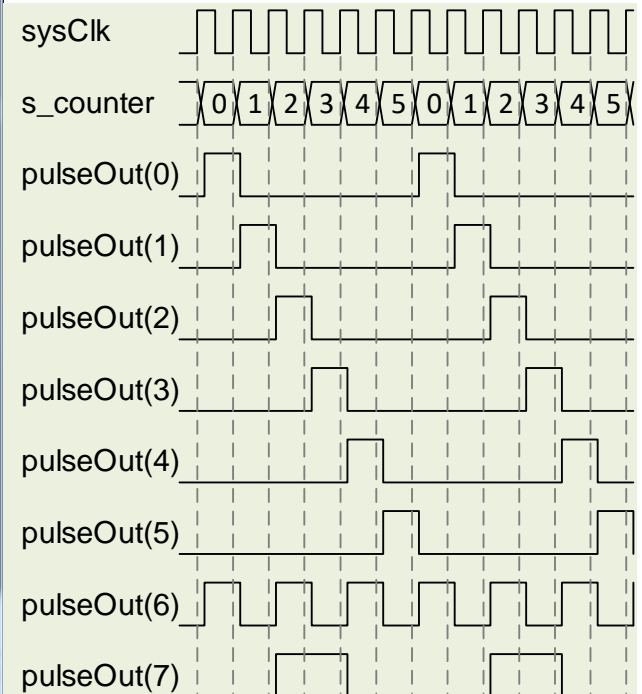 sysClk
s_counter 0 1 2 3 4 5 0 1 2 3 4 5
pulseOut(0)
pulseOut(1)
pulseOut(2)
pulseOut(3)
pulseOut(4)
pulseOut(5)
pulseOut(6)
pulseOut(7)